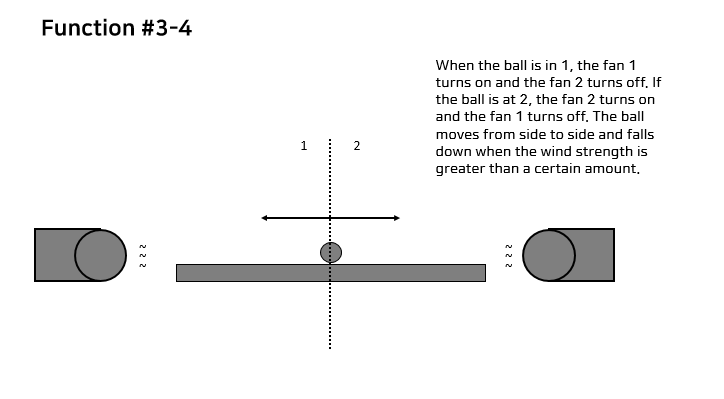 Function #3-4
When the ball is in 1, the fan 1
turns on and the fan 2 turns off. If
the ball is at 2, the fan 2 turns on
and the fan 1 turns off. The ball
moves from side to side and falls
down when the wind strength is
greater than a certain amount.
1 2
~ ~
~ ~
~ ~